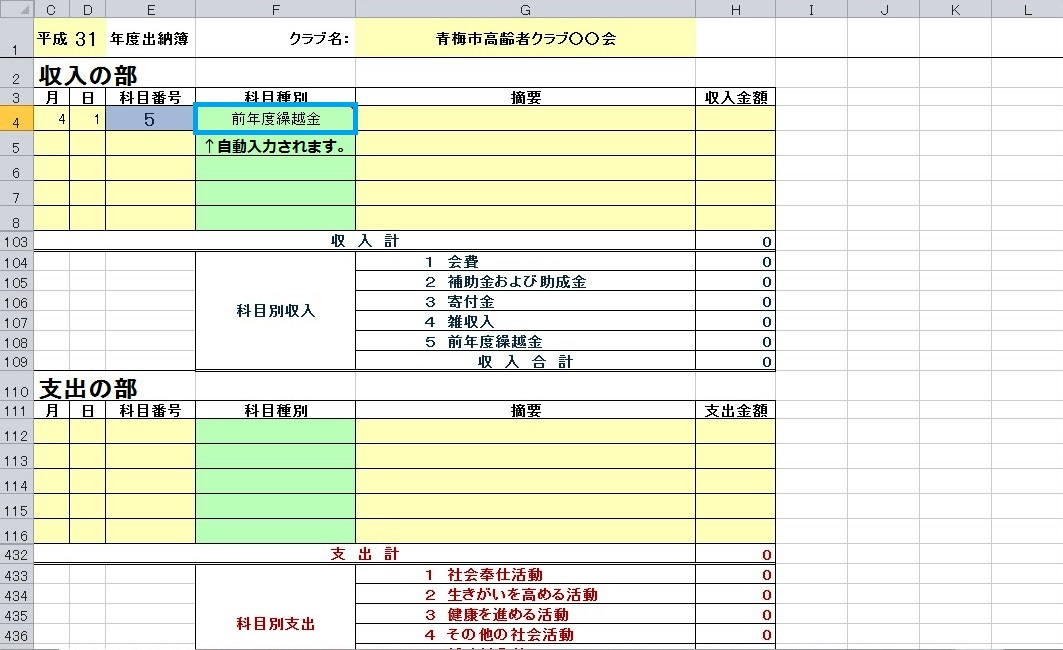 C D E F G H I J K L
1 平成 31 年度出納簿 クラブ名： 青梅市高齢者クラブ〇〇会
2 収入の部
3 月 日 科目番号 科目種別 摘要 収入金額
4 4 1 5 前年度繰越金
5 ↑自動入力されます。
6
7
8
103 収 入 計 0
104 1 会費 0
105 2 補助金および助成金 0
106 科目別収入 3 寄付金 0
107 4 雑収入 0
108 5 前年度繰越金 0
109 収 入 合 計 0
110 支出の部
111 月 日 科目番号 科目種別 摘要 支出金額
112
113
114
115
116
432 支 出 計 0
433 1 社会奉仕活動 0
434 2 生きがいを高める活動 0
435 科目別支出 3 健康を進める活動 0
436 4 その他の社会活動 0